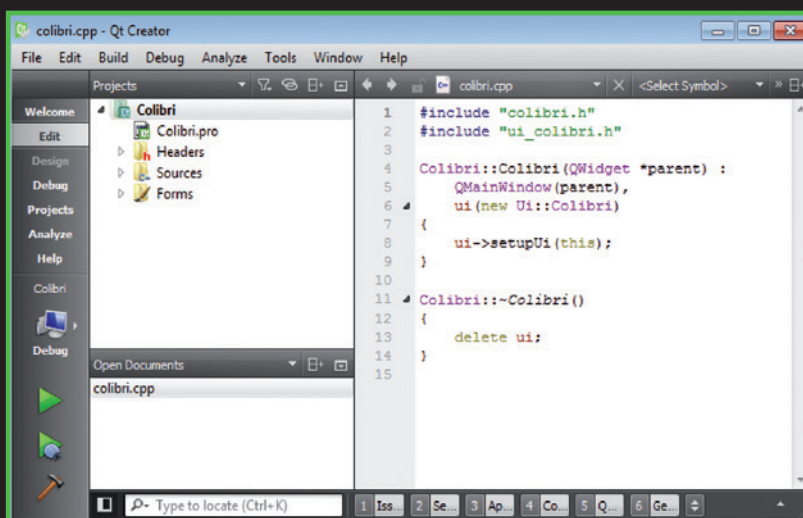 colibri.cpp - Qt Creator
File Edit Build Debug Analyze Tools Window Help
Projects
colibri.cpp
<Select Symbol>
Welcome
Edit
Design
Debug
Projects
Analyze
Help
Colibri
Debug
Colibri
Colibri.pro
Headers
Sources
Forms
Open Documents
colibri.cpp
1 #include "colibri.h"
2 #include "ui_colibri.h"
3
4 Colibri::Colibri(QWidget *parent) :
5 QMainWindow(parent),
6 ui(new Ui::Colibri)
7 {
8 ui->setupUi(this);
9 }
10
11 Colibri::~Colibri()
12 {
13 delete ui;
14 }
15
Type to locate (Ctrl+K)
1 Iss... 2 Se... 3 Ap... 4 Co... 5 Q... 6 Ge...